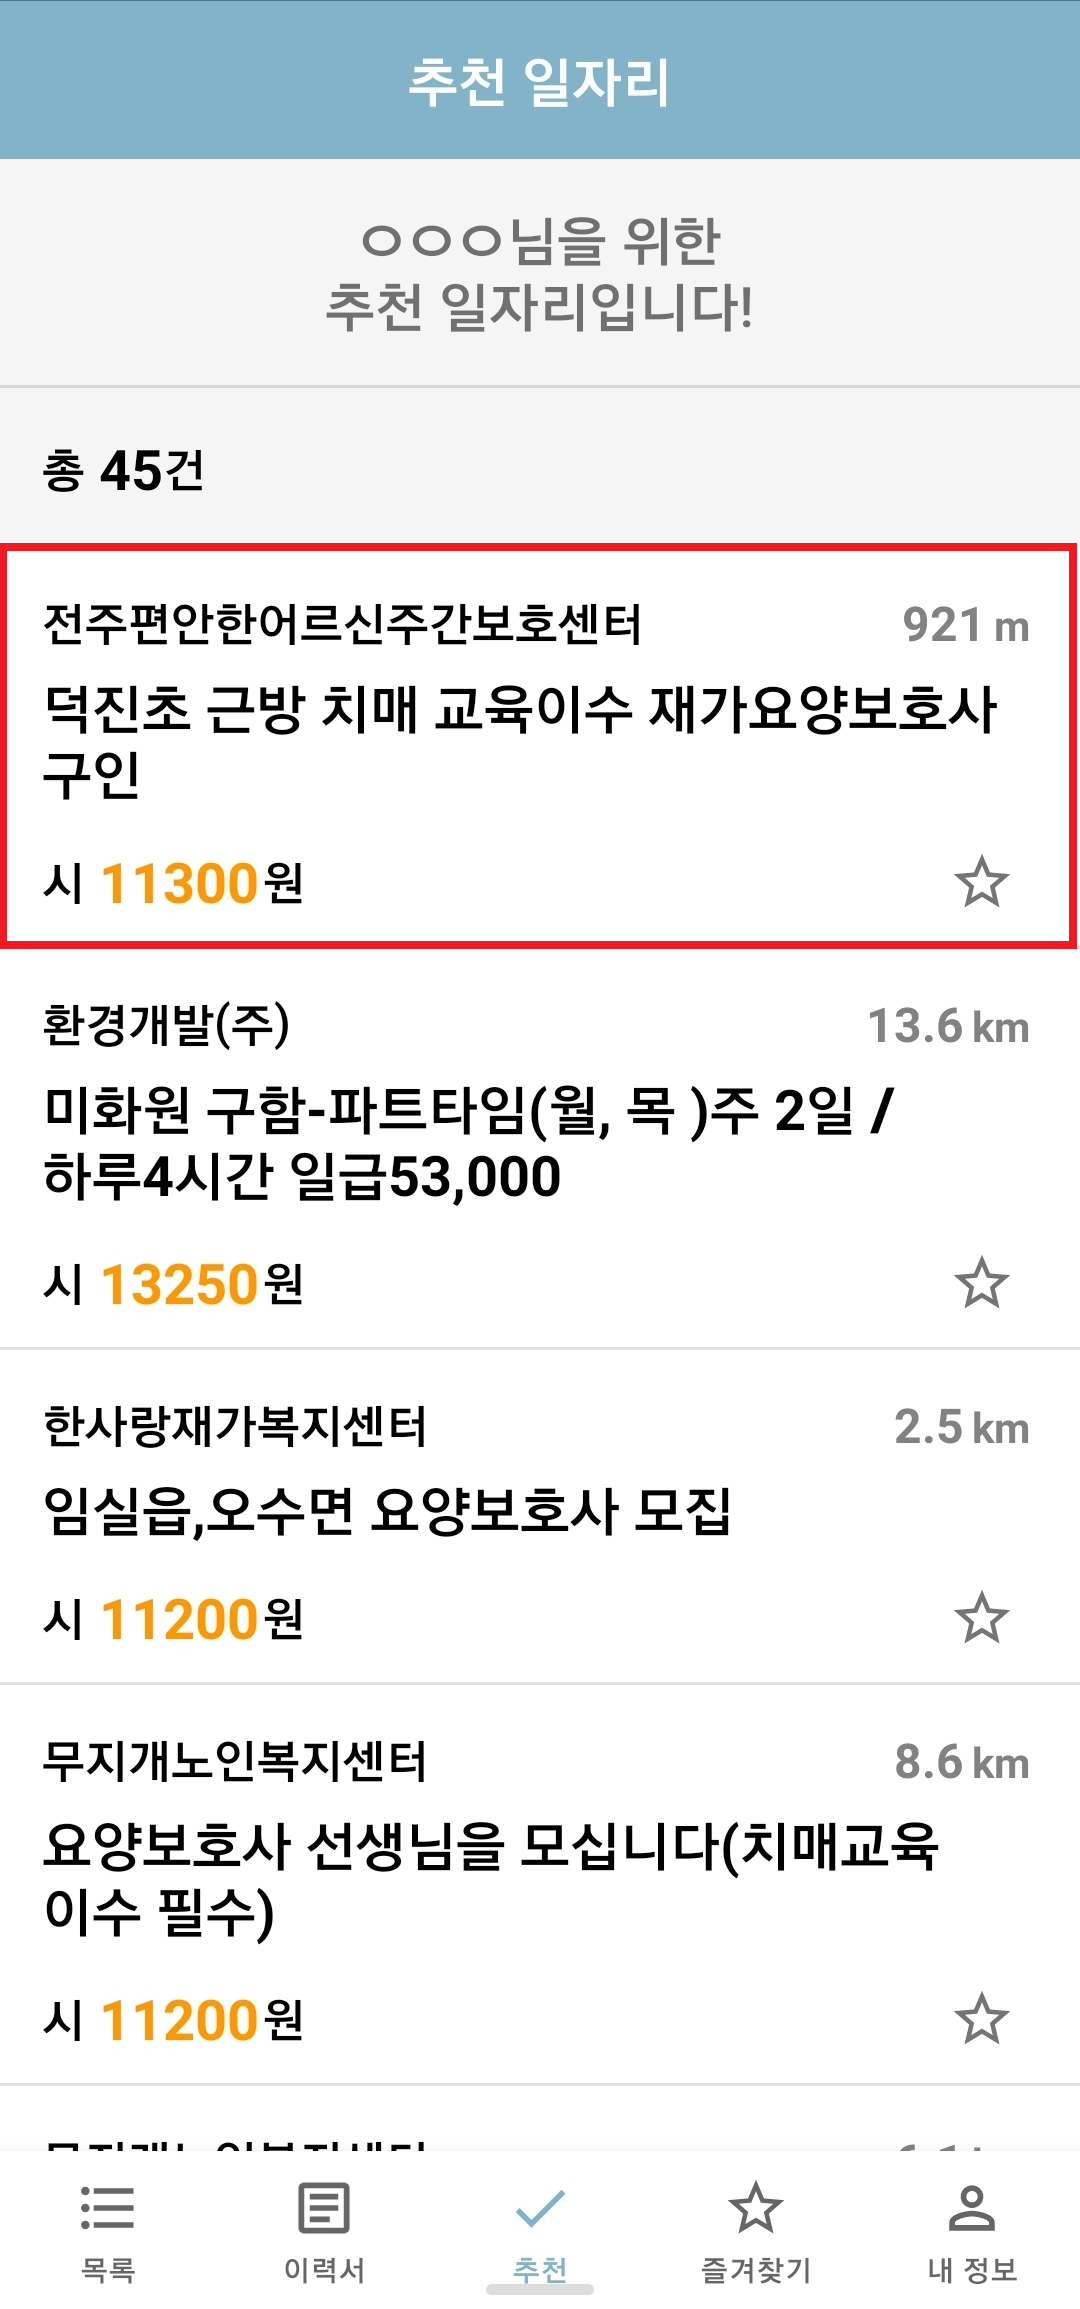 추천 일자리
ㅇㅇㅇ님을 위한
추천 일자리입니다!
총 45건
전주편안한어르신주간보호센터 921 m
덕진초 근방 치매 교육이수 재가요양보호사
구인
시 11300원
환경개발(주) 13.6 km
미화원 구함-파트타임(월, 목 )주 2일 /
하루4시간 일급53,000
시 13250원
한사랑재가복지센터 2.5 km
임실읍,오수면 요양보호사 모집
시 11200원
무지개노인복지센터 8.6 km
요양보호사 선생님을 모십니다(치매교육
이수 필수)
시 11200원
목록 이력서 추천 즐겨찾기 내 정보